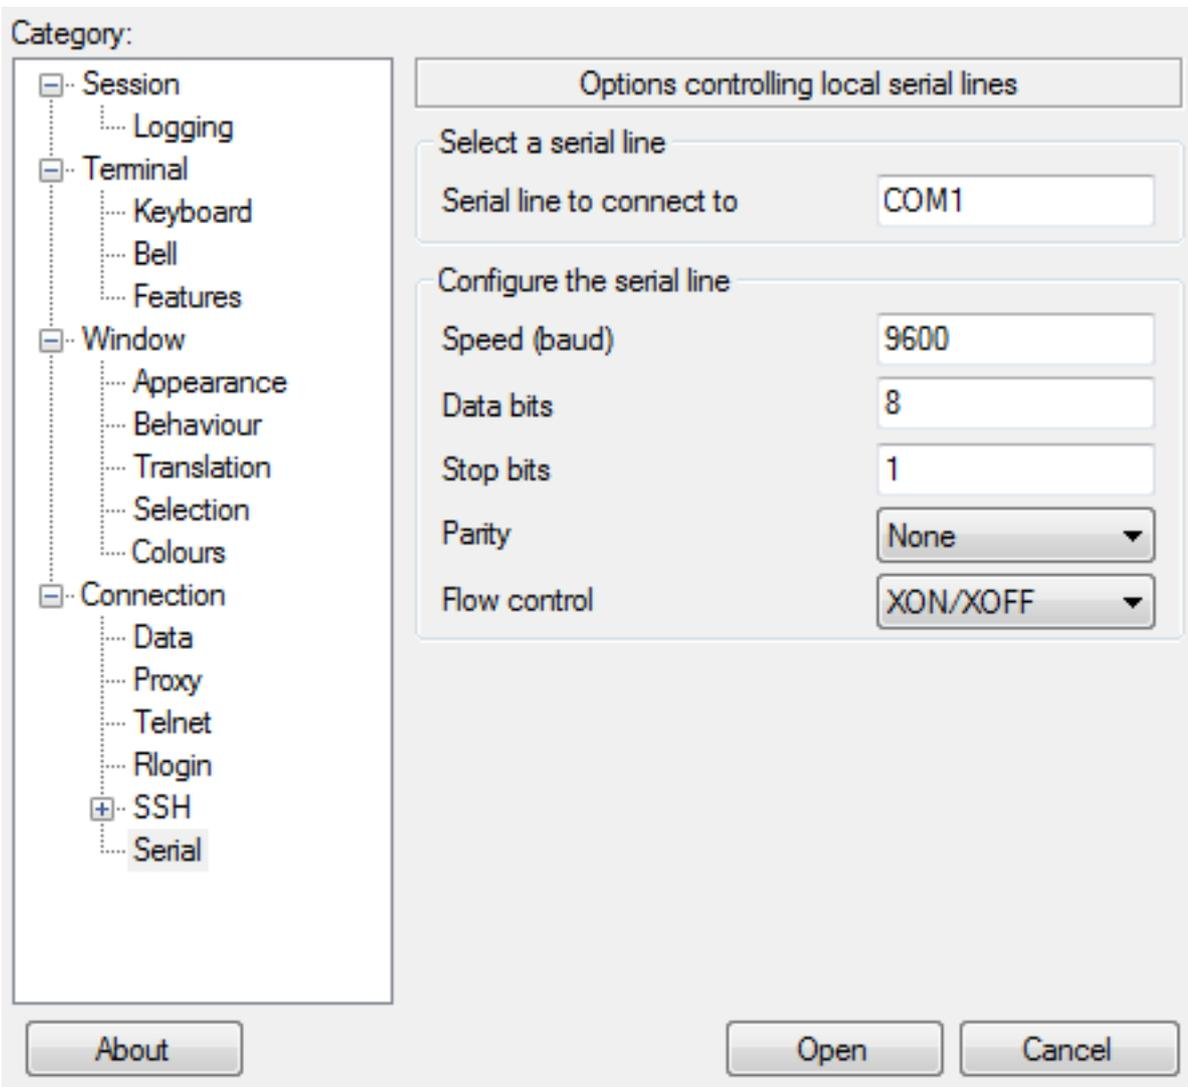 Category:
Session
Logging
Terminal
Keyboard
Bell
Features
Window
Appearance
Behaviour
Translation
Selection
Colours
Connection
Data
Proxy
Telnet
Rlogin
SSH
Serial
Options controlling local serial lines
Select a serial line
Serial line to connect to COM1
Configure the serial line
Speed (baud) 9600
Data bits 8
Stop bits 1
Parity None
Flow control XON/XOFF
About Open Cancel